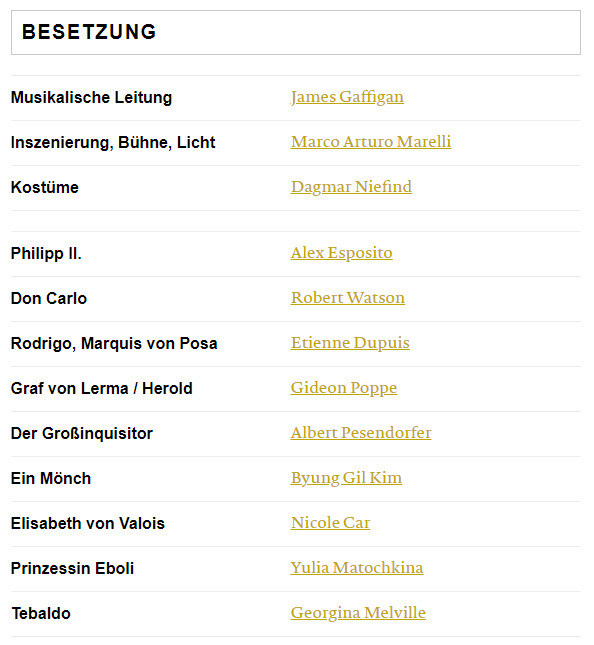 BESETZUNG
Musikalische Leitung James Gaffigan
Inszenierung, Bühne, Licht Marco Arturo Marelli
Kostüme Dagmar Niefind
Philipp II. Alex Esposito
Don Carlo Robert Watson
Rodrigo, Marquis von Posa Etienne Dupuis
Graf von Lerma / Herold Gideon Poppe
Der Großinquisitor Albert Pesendorfer
Ein Mönch Byung Gil Kim
Elisabeth von Valois Nicole Car
Prinzessin Eboli Yulia Matochkina
Tebaldo Georgina Melville